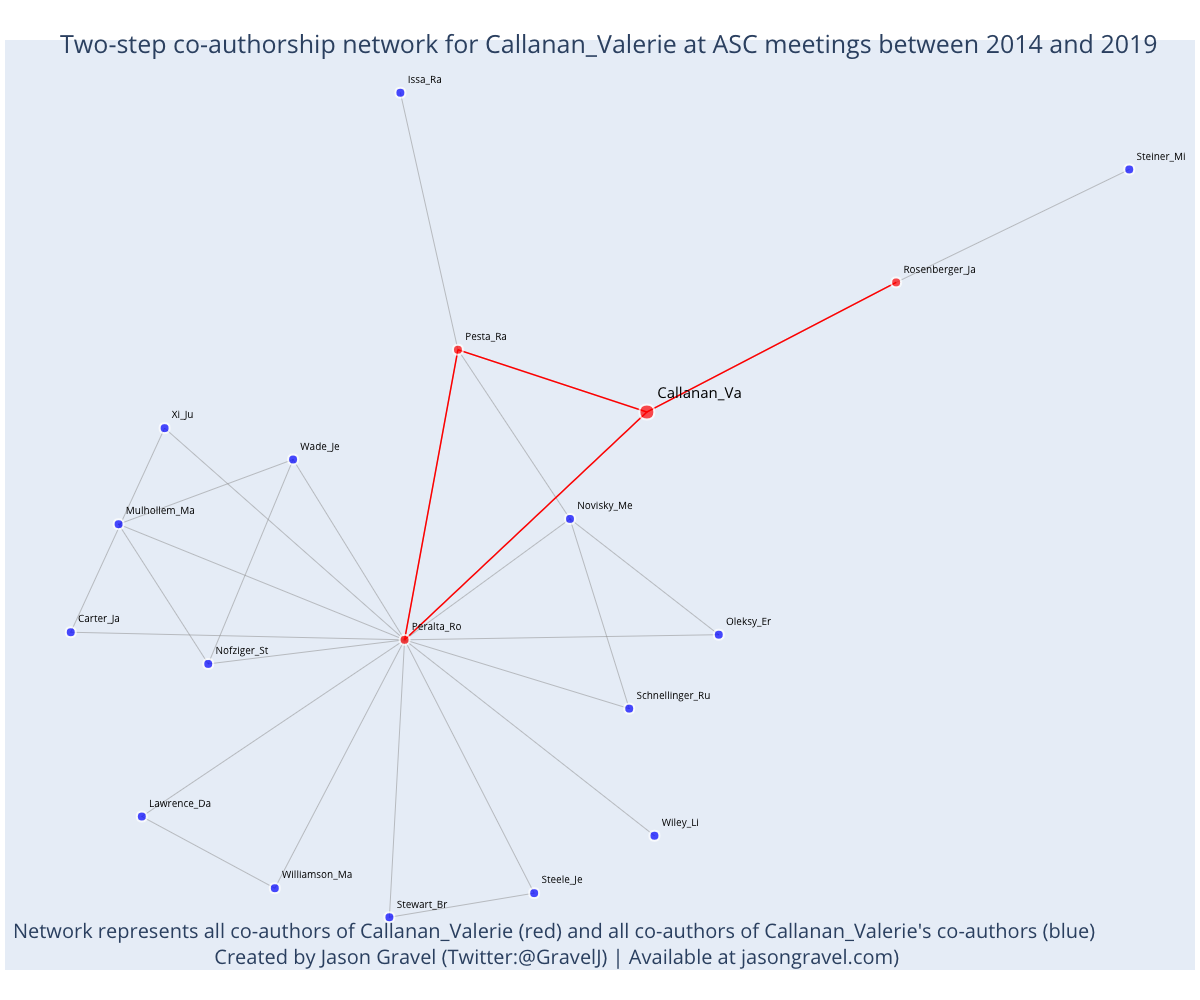 Two-step co-authorship network for Callanan_Valerie at ASC meetings between 2014 and 2019
Issa_Ra
Steiner_Mi
Rosenberger_Ja
Pesta_Ra
Callanan_Va
Xi_Ju
Wade_Je
Novisky_Me
Mulhollem_Ma
Carter_Ja
Oleksy_Er
Peralta_Ro
Nofziger_St
Schnellinger_Ru
Lawrence_Da
Wiley_Li
Williamson_Ma
Steele_Je
Stewart_Br
Network represents all co-authors of Callanan_Valerie (red) and all co-authors of Callanan_Valerie's co-authors (blue)
Created by Jason Gravel (Twitter:@GravelJ) | Available at jasongravel.com)